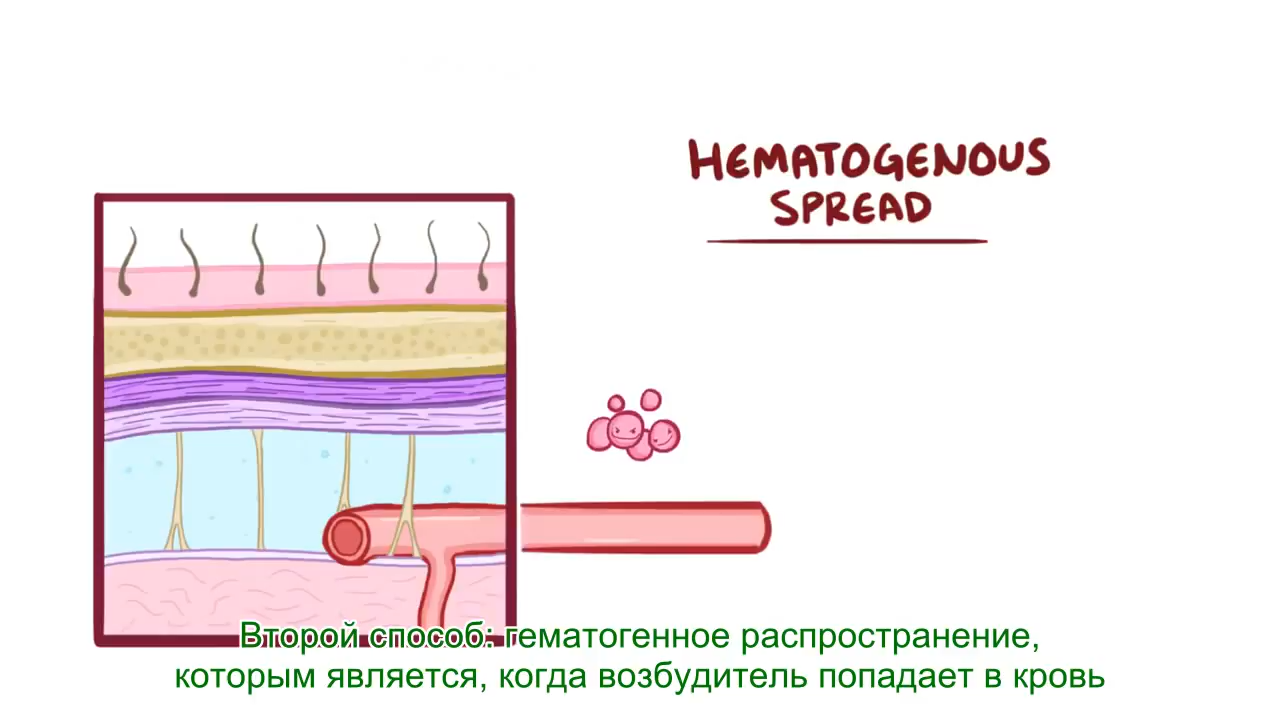 HEMATOGENOUS
SPREAD
Второй способ: гематогенное распространение,
которым является, когда возбудитель попадает в кровь